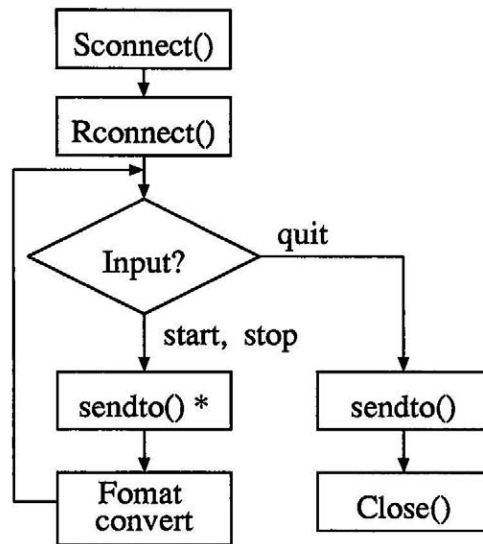 Sconnect()
Rconnect()
Input?
quit
start, stop
sendto() *
sendto()
Fomat
convert
Close()